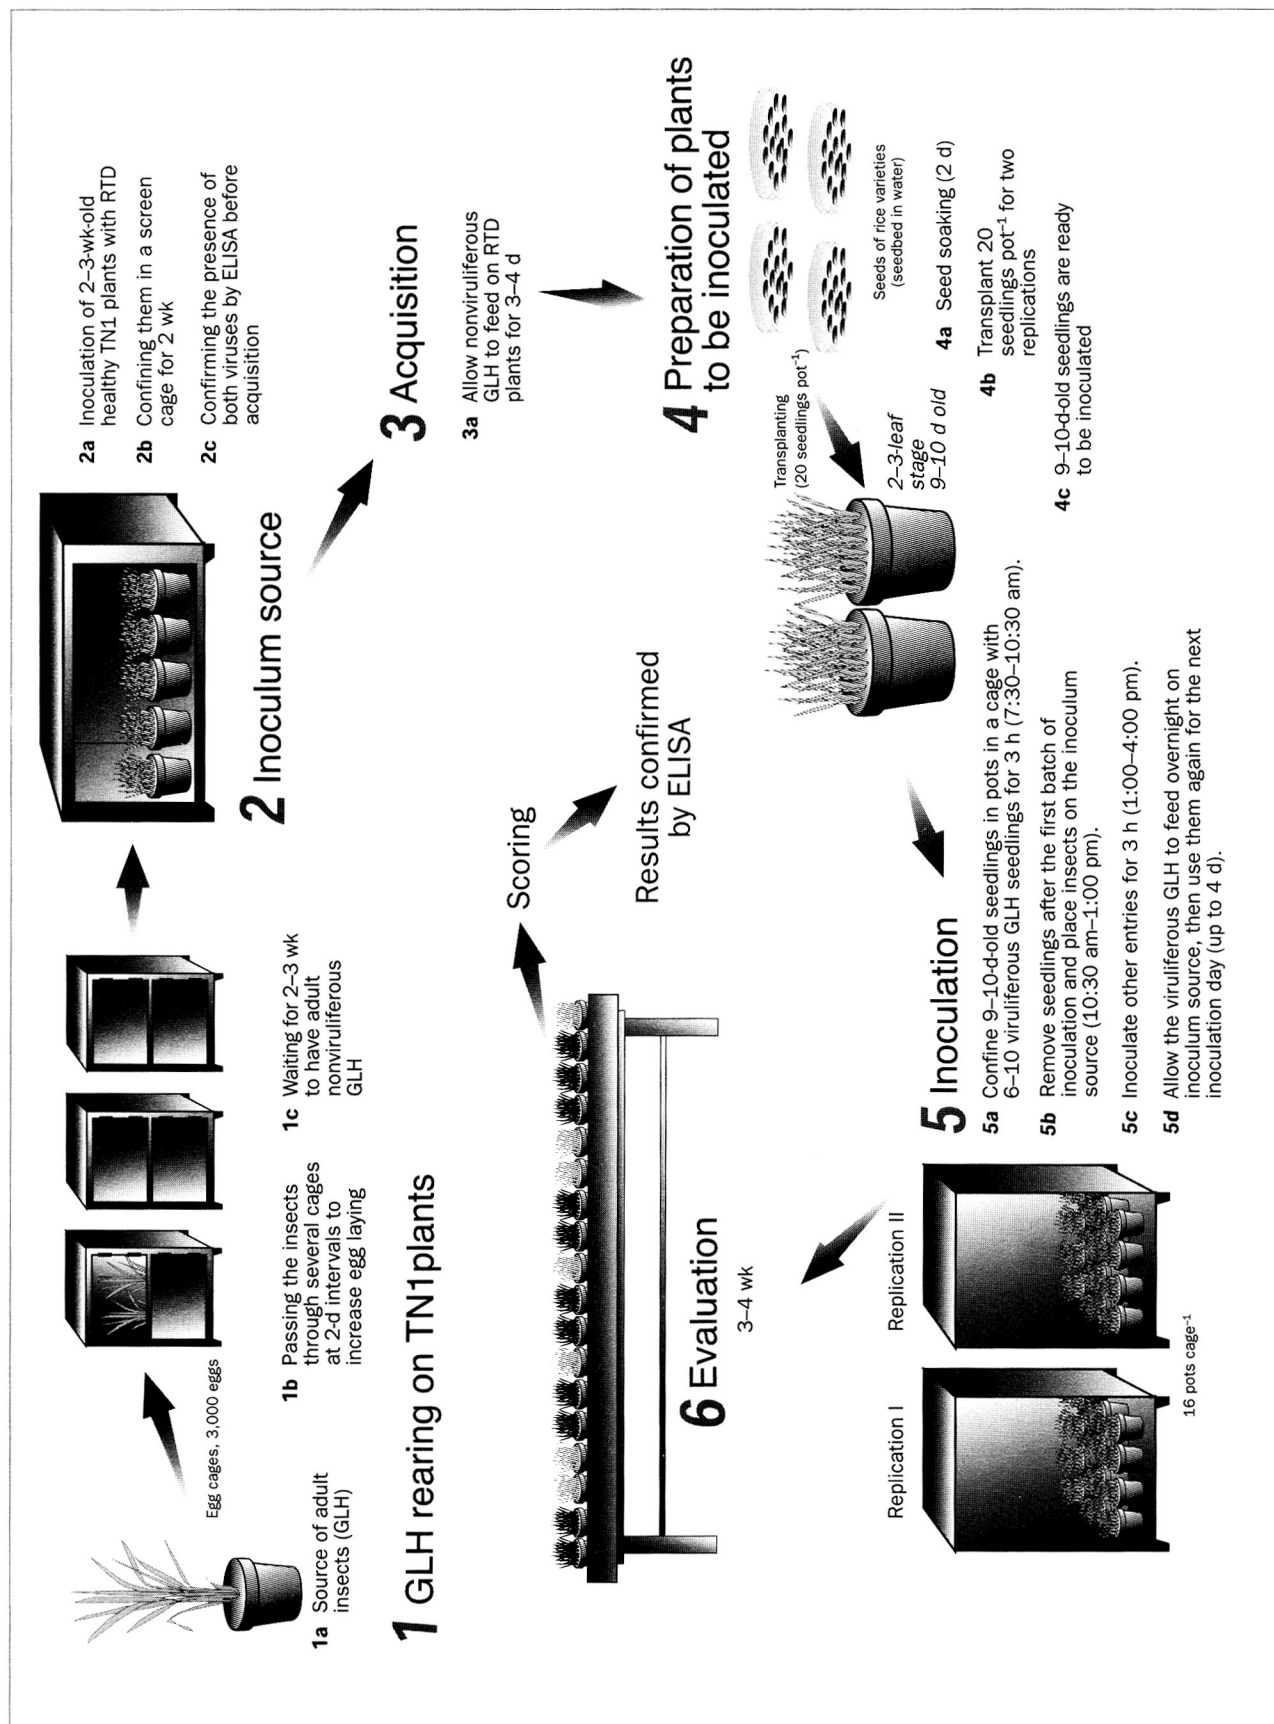 Egg cages, 3,000 eggs
1a Source of adult
insects (GLH)
1b Passing the insects
through several cages
at 2-d intervals to
increase egg laying
1c Waiting for 2–3 wk
to have adult
nonviruliferous
GLH
1 GLH rearing on TN1plants
2 Inoculum source
2a Inoculation of 2–3-wk-old
healthy TN1 plants with RTD
2b Confining them in a screen
cage for 2 wk
2c Confirming the presence of
both viruses by ELISA before
acquisition
3 Acquisition
3a Allow nonviruliferous
GLH to feed on RTD
plants for 3–4 d
4 Preparation of plants
to be inoculated
Seeds of rice varieties
(seedbed in water)
Transplanting
(20 seedlings pot⁻¹)
2–3-leaf
stage
9–10 d old
4a Seed soaking (2 d)
4b Transplant 20
seedlings pot⁻¹ for two
replications
4c 9–10-d-old seedlings are ready
to be inoculated
5 Inoculation
5a Confine 9–10-d-old seedlings in pots in a cage with
6–10 viruliferous GLH seedlings for 3 h (7:30–10:30 am).
5b Remove seedlings after the first batch of
inoculation and place insects on the inoculum
source (10:30 am–1:00 pm).
5c Inoculate other entries for 3 h (1:00–4:00 pm).
5d Allow the viruliferous GLH to feed overnight on
inoculum source, then use them again for the next
inoculation day (up to 4 d).
Replication I
Replication II
16 pots cage⁻¹
6 Evaluation
3–4 wk
Scoring
Results confirmed
by ELISA